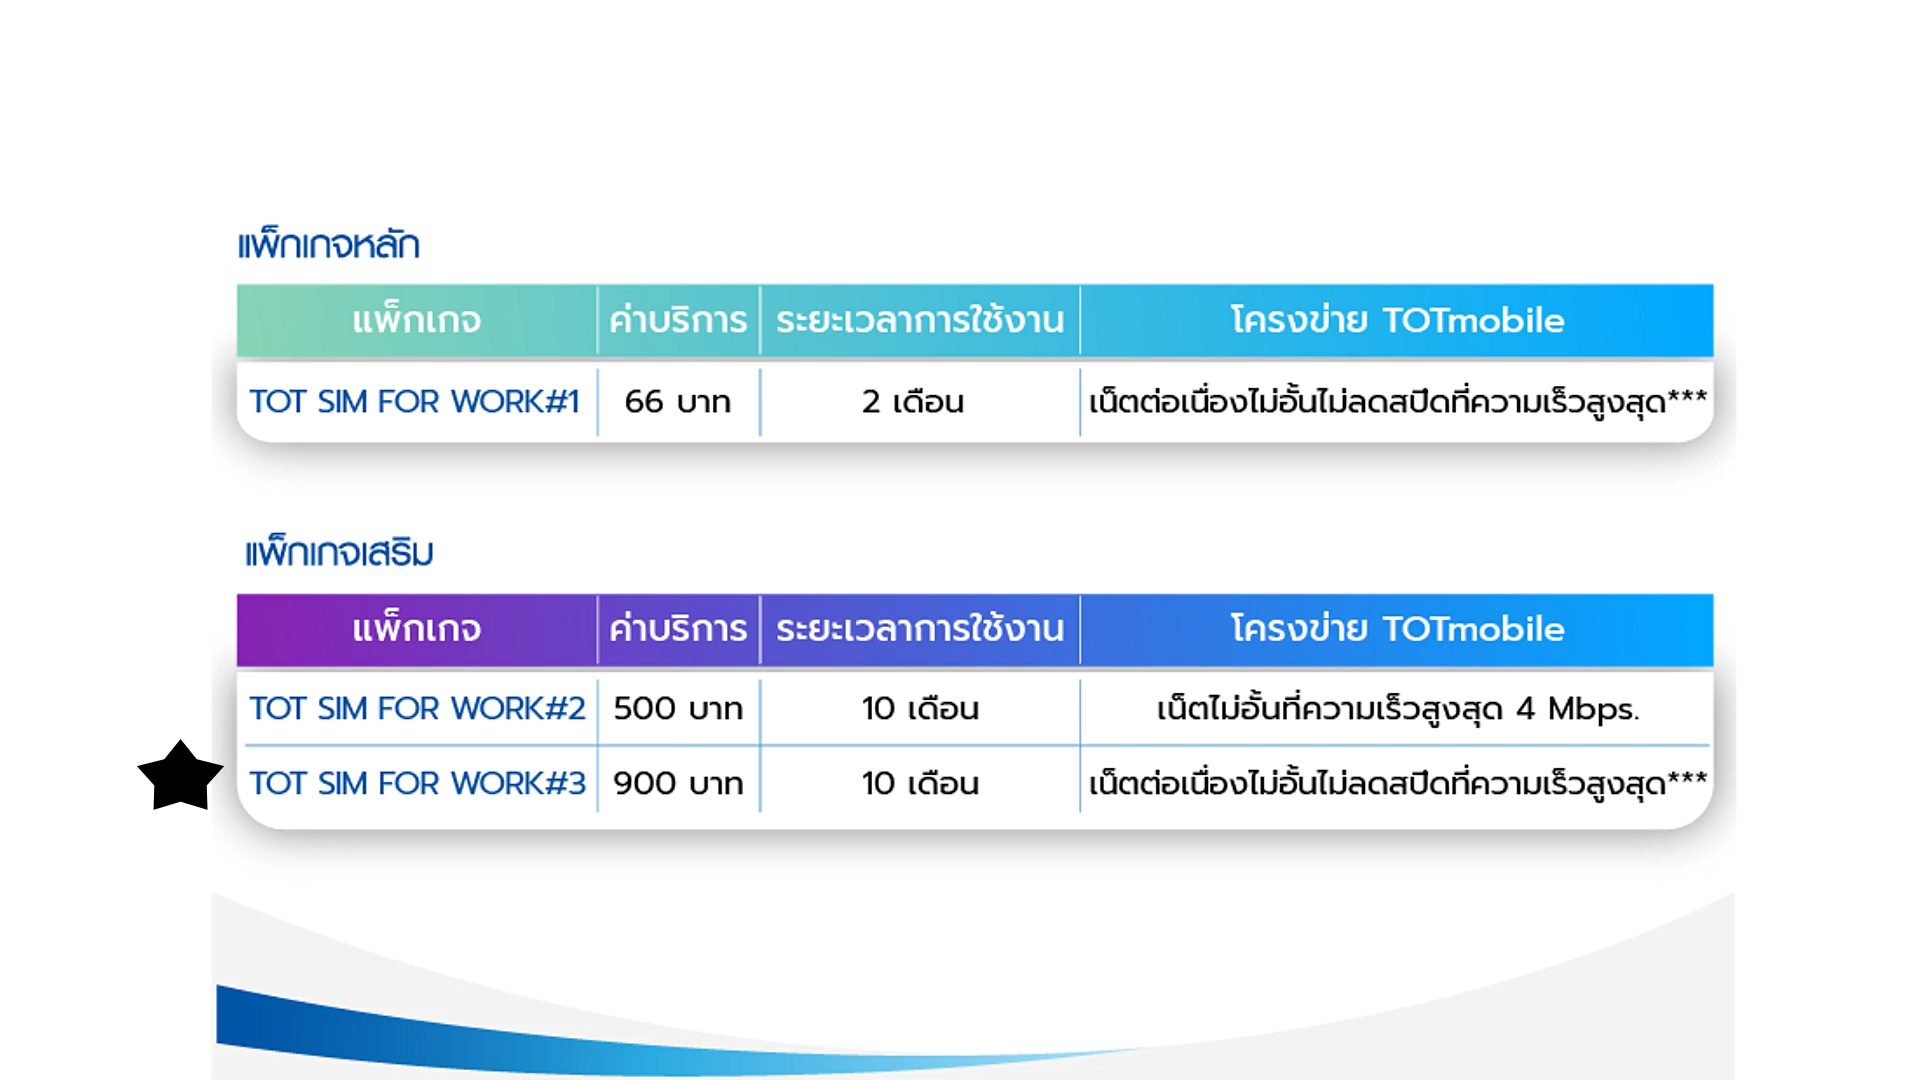 แพ็กเกจหลัก
แพ็กเกจ ค่าบริการ ระยะเวลาการใช้งาน โครงข่าย TOTmobile
TOT SIM FOR WORK#1 66 บาท 2 เดือน เน็ตต่อเนื่องไม่อั้นไม่ลดสปีดที่ความเร็วสูงสุด***
แพ็กเกจเสริม
แพ็กเกจ ค่าบริการ ระยะเวลาการใช้งาน โครงข่าย TOTmobile
TOT SIM FOR WORK#2 500 บาท 10 เดือน เน็ตไม่อั้นที่ความเร็วสูงสุด 4 Mbps.
TOT SIM FOR WORK#3 900 บาท 10 เดือน เน็ตต่อเนื่องไม่อั้นไม่ลดสปีดที่ความเร็วสูงสุด***